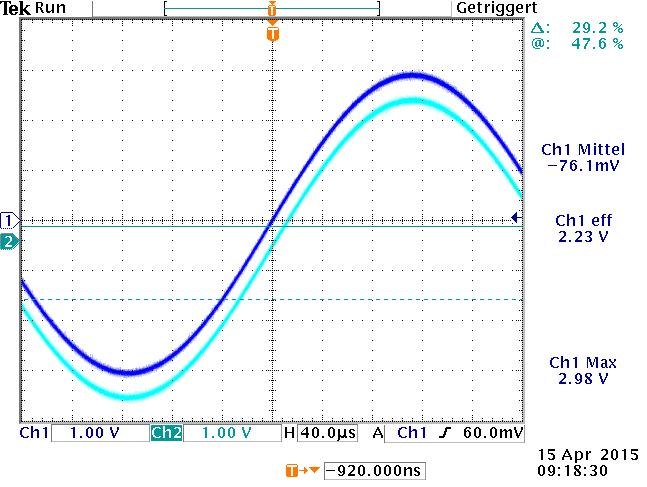 Tek Run Getriggert
T
T
Δ: 29.2 %
@: 47.6 %
Ch1 Mittel
−76.1mV
1
Ch1 eff
2.23 V
2
Ch1 Max
2.98 V
Ch1 1.00 V Ch2 1.00 V H 40.0µs A Ch1 60.0mV
15 Apr 2015
09:18:30
T −920.000ns